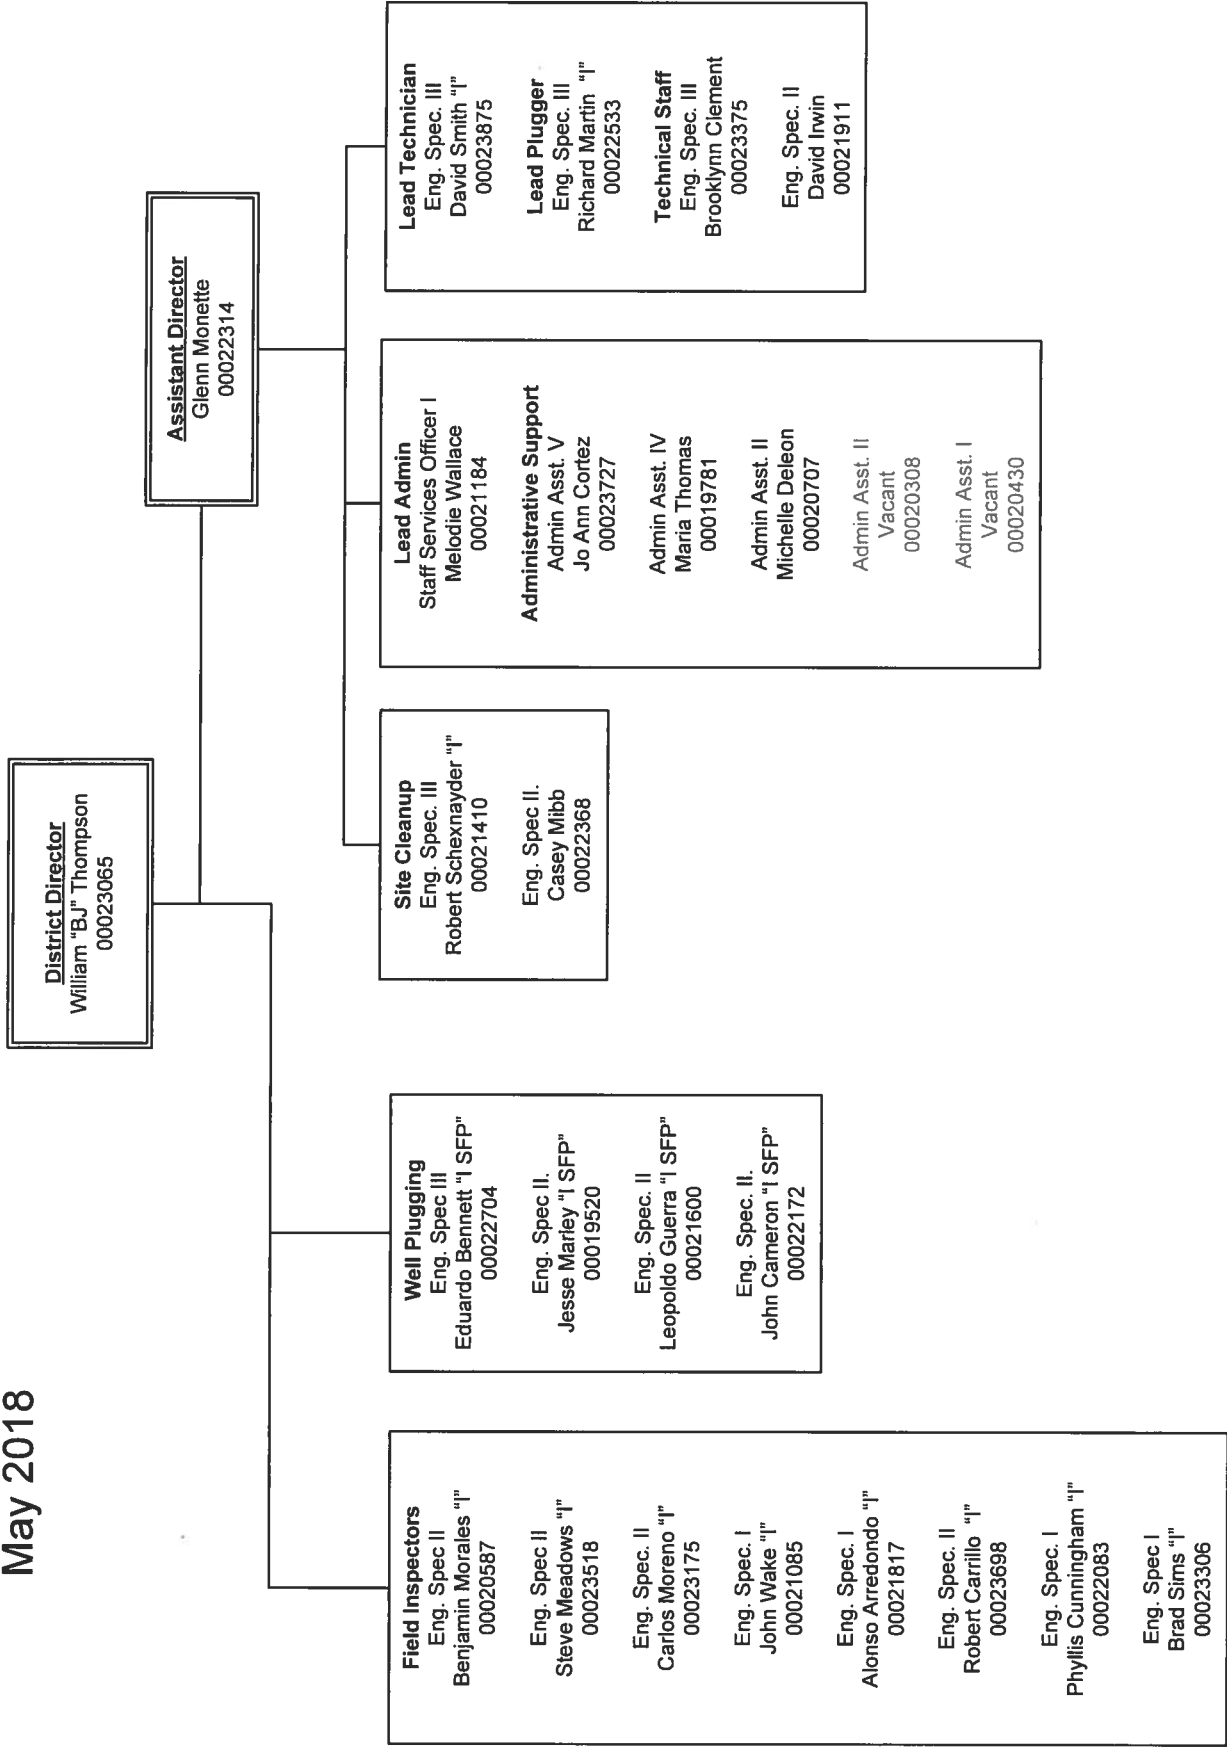 May 2018
District Director
William "BJ" Thompson
00023065
Assistant Director
Glenn Monette
00022314
Field Inspectors
Eng. Spec II
Benjamin Morales "I"
00020587
Eng. Spec II
Steve Meadows "I"
00023518
Eng. Spec. II
Carlos Moreno "I"
00023175
Eng. Spec. I
John Wake "I"
00021085
Eng. Spec. I
Alonso Arredondo "I"
00021817
Eng. Spec. II
Robert Carrillo "I"
00023698
Eng. Spec. I
Phyllis Cunningham "I"
00022083
Eng. Spec I
Brad Sims "I"
00023306
Well Plugging
Eng. Spec III
Eduardo Bennett "I SFP"
00022704
Eng. Spec II.
Jesse Marley "I SFP"
00019520
Eng. Spec. II
Leopoldo Guerra "I SFP"
00021600
Eng. Spec. II.
John Cameron "I SFP"
00022172
Site Cleanup
Eng. Spec. III
Robert Schexnayder "I"
00021410
Eng. Spec II.
Casey Mibb
00022368
Lead Admin
Staff Services Officer I
Melodie Wallace
00021184
Administrative Support
Admin Asst. V
Jo Ann Cortez
00023727
Admin Asst. IV
Maria Thomas
00019781
Admin Asst. II
Michelle Deleon
00020707
Admin Asst. II
Vacant
00020308
Admin Asst. I
Vacant
00020430
Lead Technician
Eng. Spec. III
David Smith "I"
00023875
Lead Plugger
Eng. Spec. III
Richard Martin "I"
00022533
Technical Staff
Eng. Spec. III
Brooklynn Clement
00023375
Eng. Spec. II
David Irwin
00021911